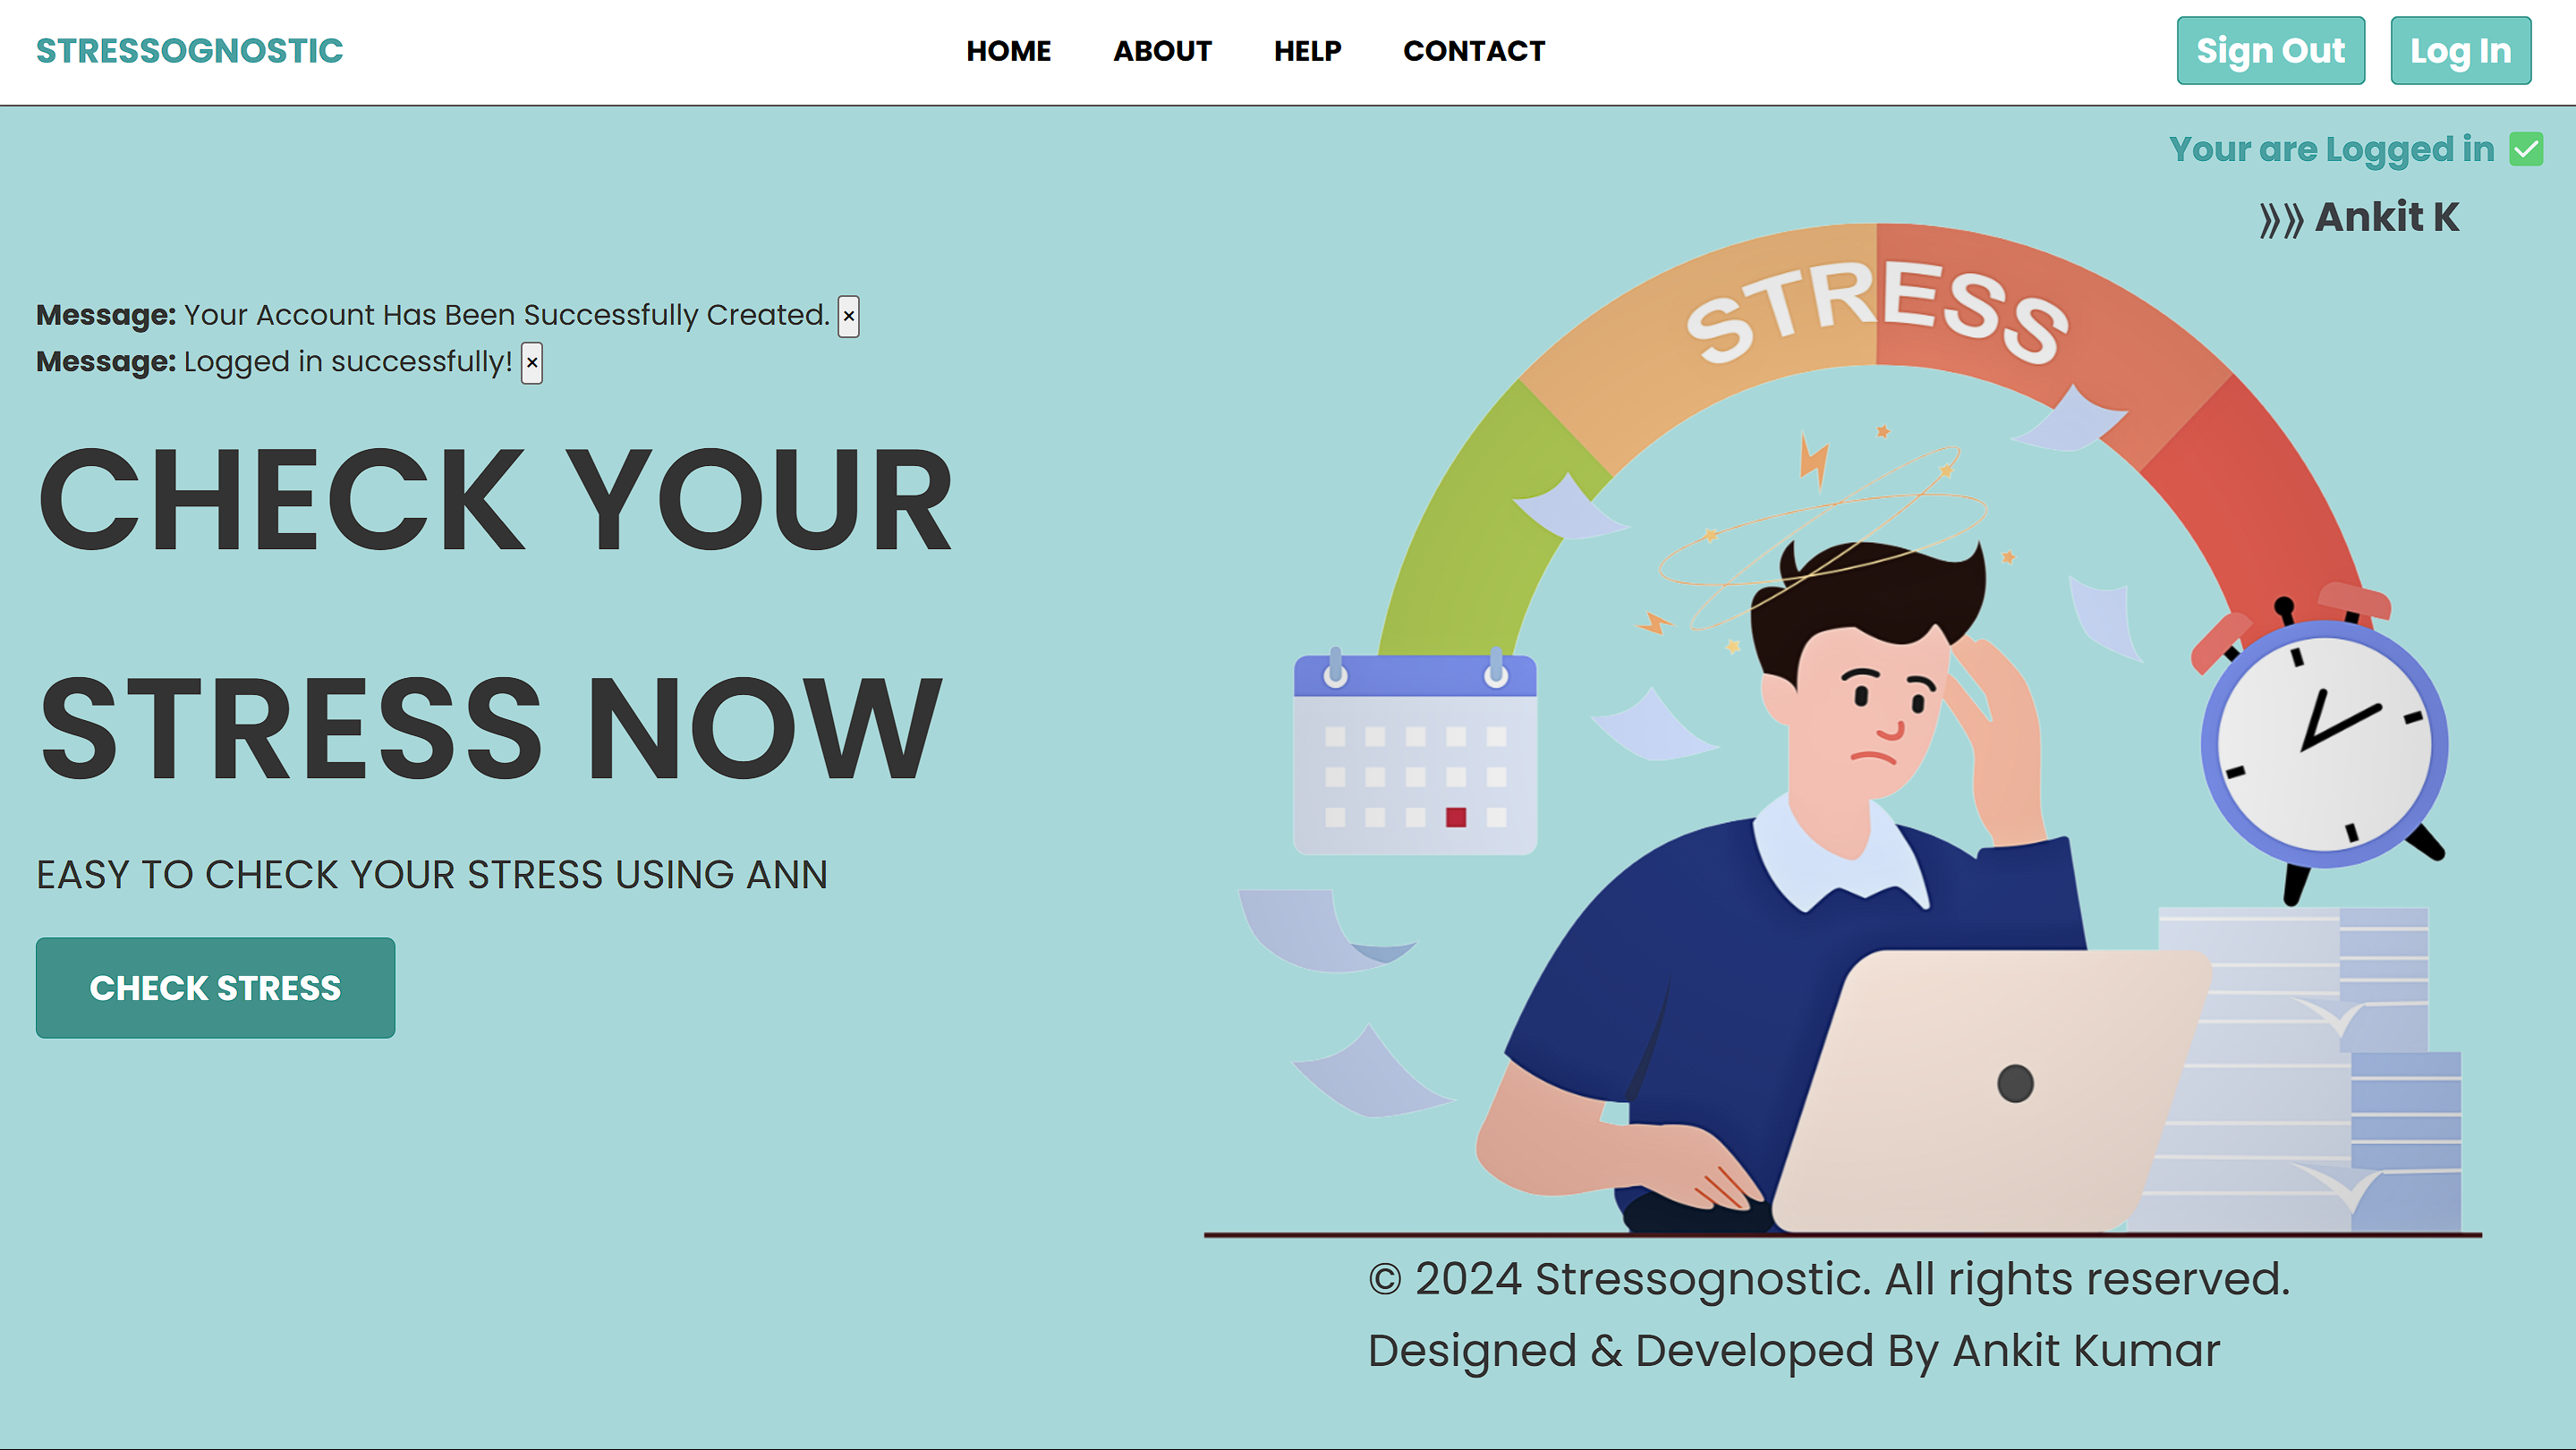 STRESSOGNOSTIC
HOME ABOUT HELP CONTACT
Sign Out Log In
Your are Logged in ✅
⟫⟫ Ankit K
Message: Your Account Has Been Successfully Created. ×
Message: Logged in successfully! ×
CHECK YOUR
STRESS NOW
EASY TO CHECK YOUR STRESS USING ANN
CHECK STRESS
STRESS
© 2024 Stressognostic. All rights reserved.
Designed & Developed By Ankit Kumar